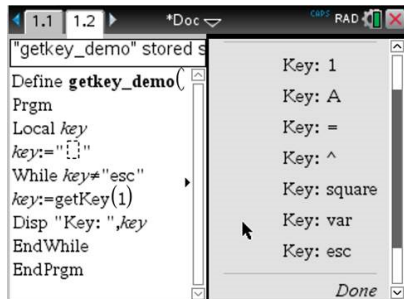 1.1 1.2 *Doc CAPS RAD
"getkey_demo" stored s
Define getkey_demo(
Prgm
Local key
key:=" "
While key≠"esc"
key:=getKey(1)
Disp "Key: ",key
EndWhile
EndPrgm
Key: 1
Key: A
Key: =
Key: ^
Key: square
Key: var
Key: esc
Done